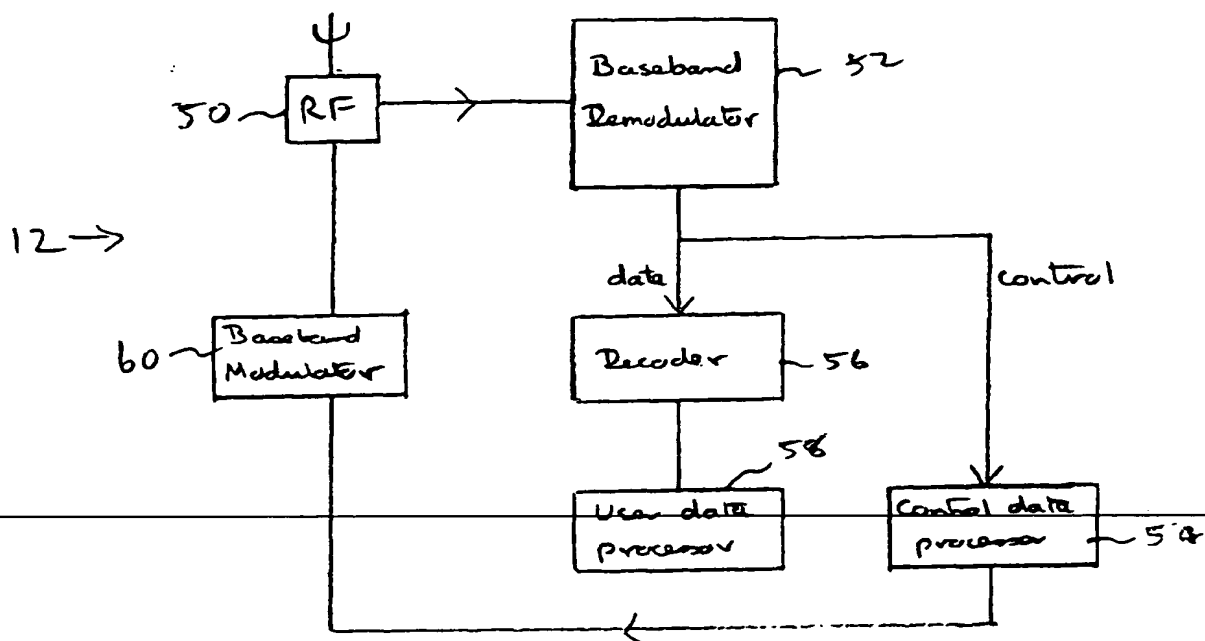 50
RF
Baseband
Demodulator
52
12
data
control
60
Baseband
Modulator
Decoder
56
58
User data
processor
Control data
processor